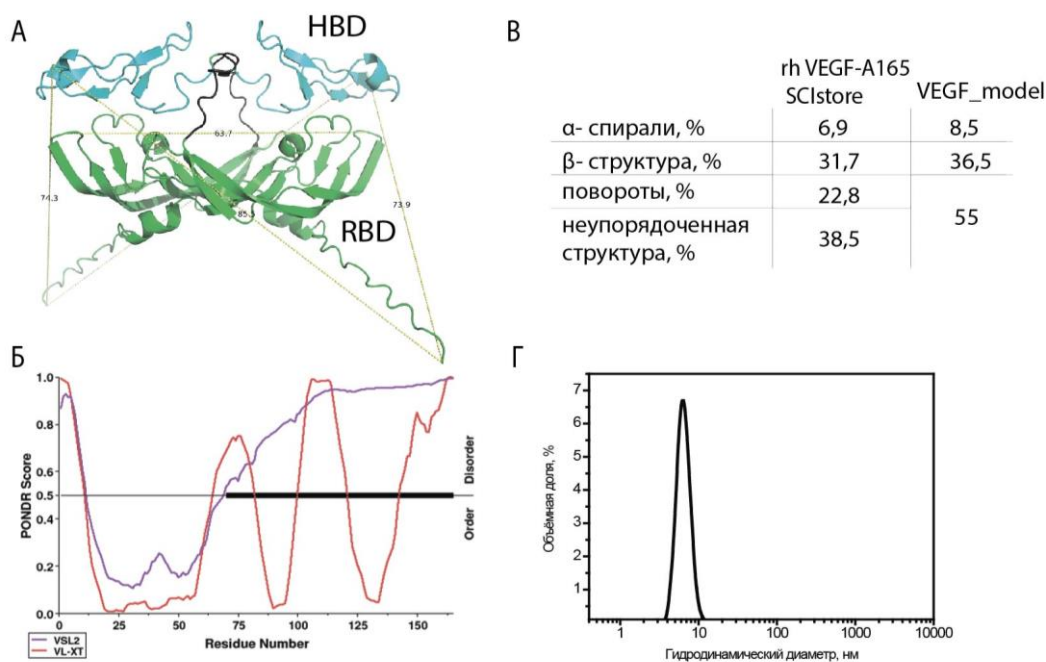 А
HBD
63.7
74.3
85.5
73.9
RBD
В
rh VEGF-A165
SCIstore
VEGF_model
α- спирали, %
6,9
8,5
β- структура, %
31,7
36,5
повороты, %
22,8
55
неупорядоченная
структура, %
38,5
Б
1.0
0.8
0.6
0.5
0.4
0.2
0.0
PONDR Score
Disorder
Order
0
25
50
75
100
125
150
Residue Number
VSL2
VL-XT
Г
7
6
5
4
3
2
1
Объёмная доля, %
1
10
100
1000
10000
Гидродинамический диаметр, нм